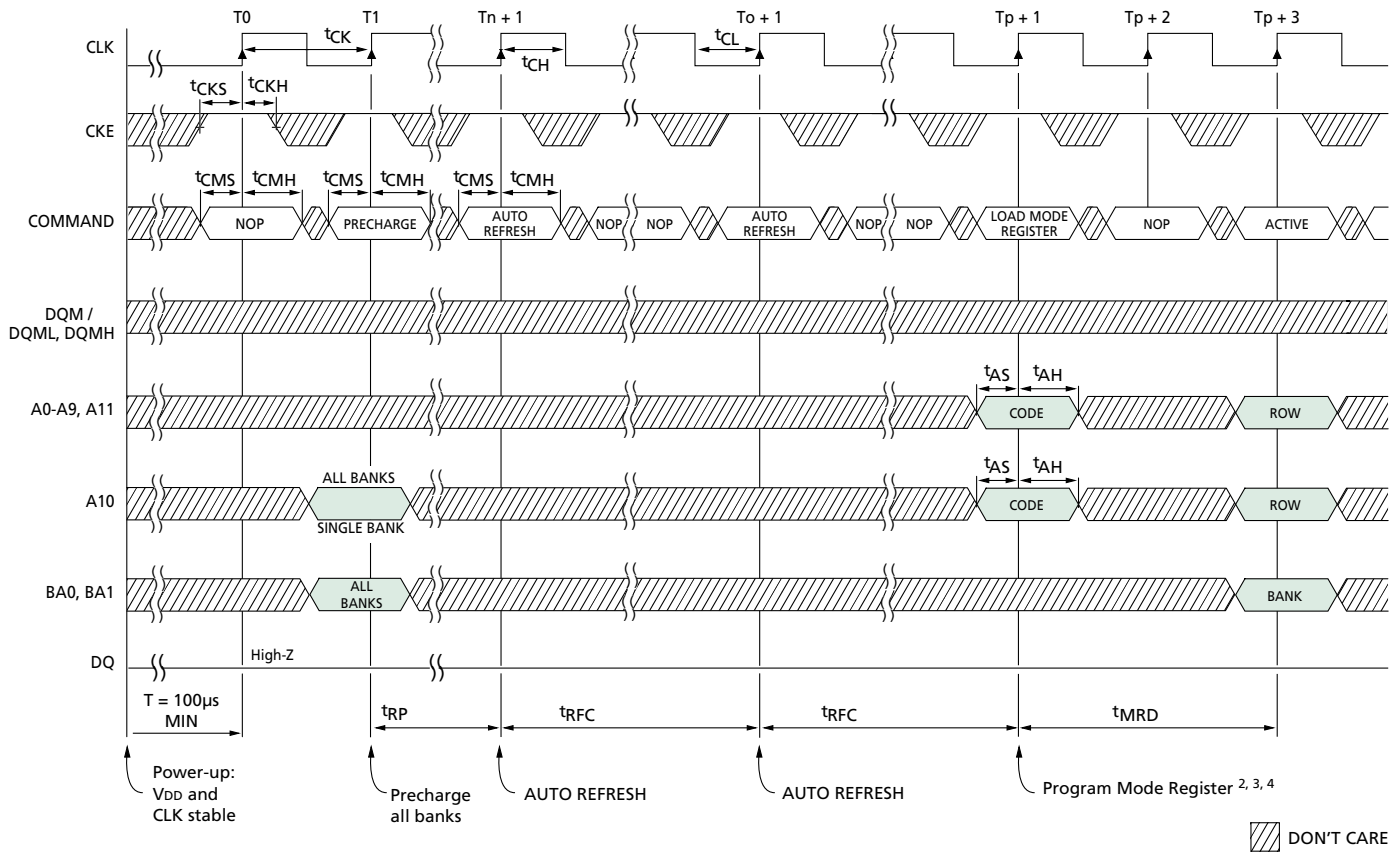 T0 T1 Tn + 1 To + 1 Tp + 1 Tp + 2 Tp + 3
CLK
tCK
tCH
tCL
tCKS tCKH
CKE
tCMS tCMH tCMS tCMH tCMS tCMH
COMMAND
NOP
PRECHARGE
AUTO
REFRESH
NOP
NOP
AUTO
REFRESH
NOP
NOP
LOAD MODE
REGISTER
NOP
ACTIVE
DQM /
DQML, DQMH
tAS tAH
A0-A9, A11
CODE
ROW
tAS tAH
A10
ALL BANKS
SINGLE BANK
CODE
ROW
BA0, BA1
ALL
BANKS
BANK
DQ
High-Z
T = 100µs
MIN
tRP
tRFC
tRFC
tMRD
Power-up:
VDD and
CLK stable
Precharge
all banks
AUTO REFRESH
AUTO REFRESH
Program Mode Register 2, 3, 4
DON'T CARE